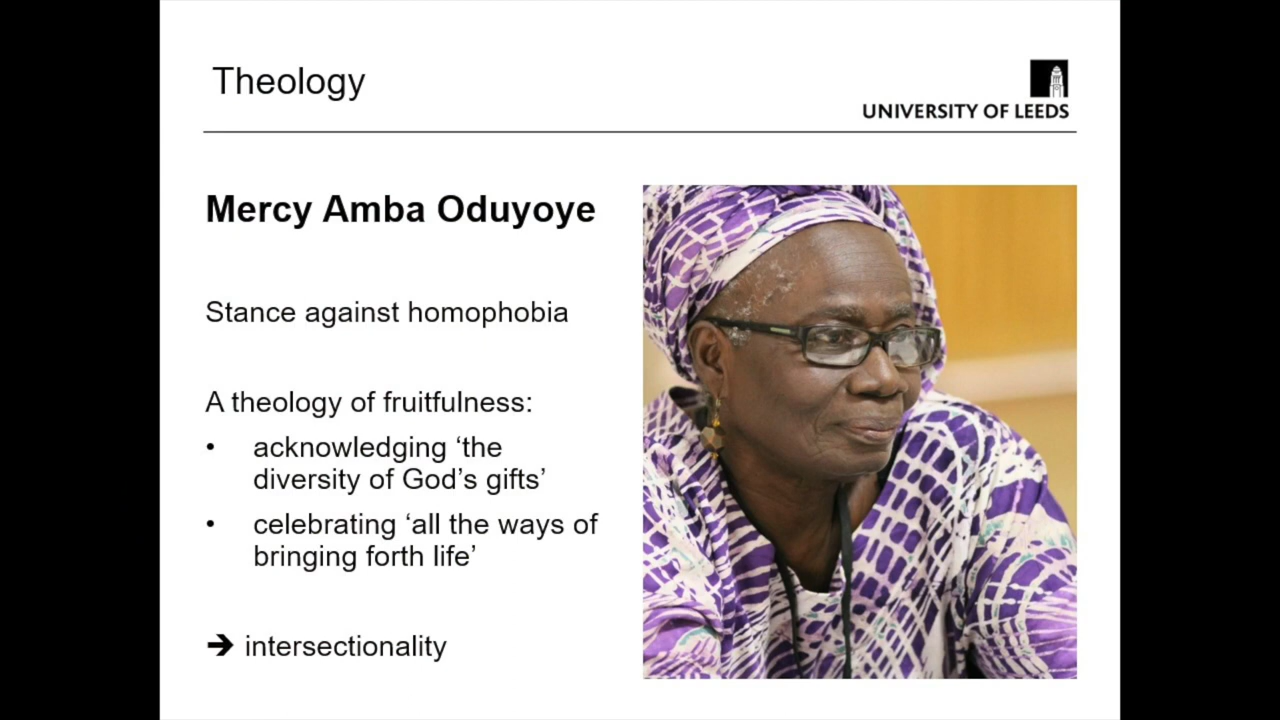 Theology
UNIVERSITY OF LEEDS
Mercy Amba Oduyoye
Stance against homophobia
A theology of fruitfulness:
• acknowledging ‘the
diversity of God’s gifts’
• celebrating ‘all the ways of
bringing forth life’
➔ intersectionality